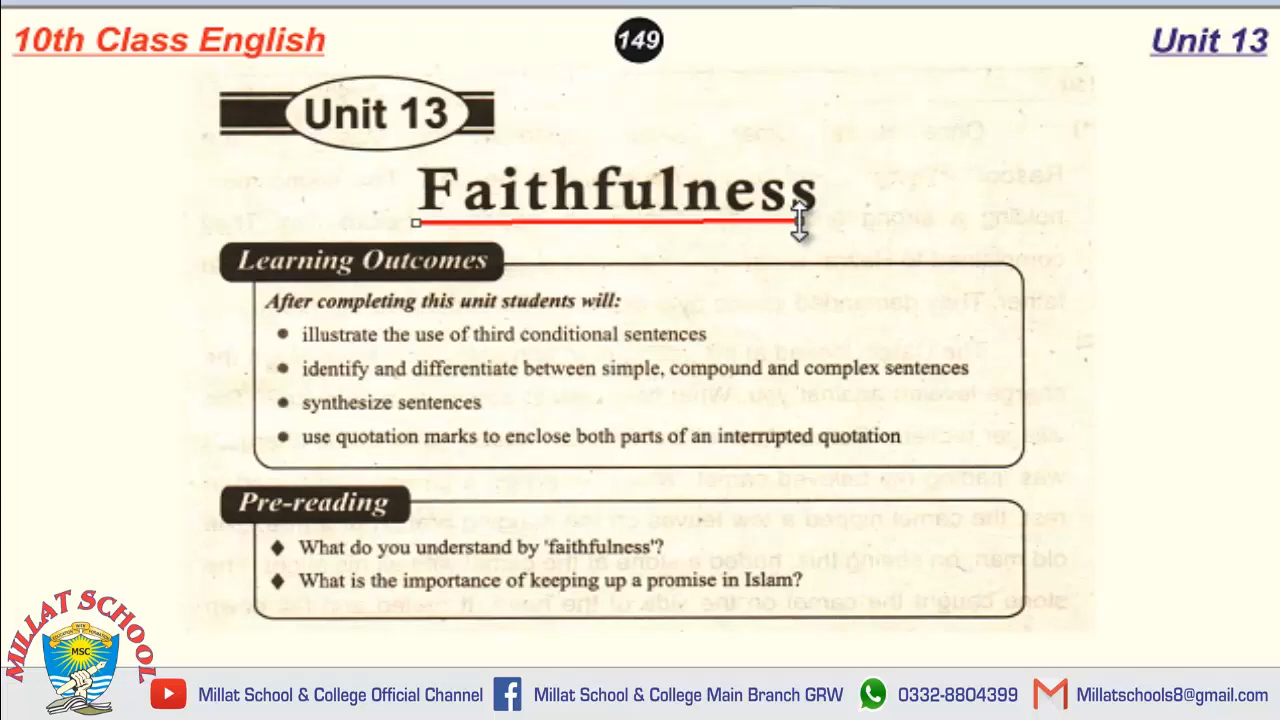 10th Class English
149
Unit 13
Unit 13
Faithfulness
Learning Outcomes
After completing this unit students will:
illustrate the use of third conditional sentences
identify and differentiate between simple, compound and complex sentences
synthesize sentences
use quotation marks to enclose both parts of an interrupted quotation
Pre-reading
What do you understand by 'faithfulness'?
What is the importance of keeping up a promise in Islam?
MILLAT SCHOOL
MSC
Millat School & College Official Channel
Millat School & College Main Branch GRW
0332-8804399
Millatschools8@gmail.com